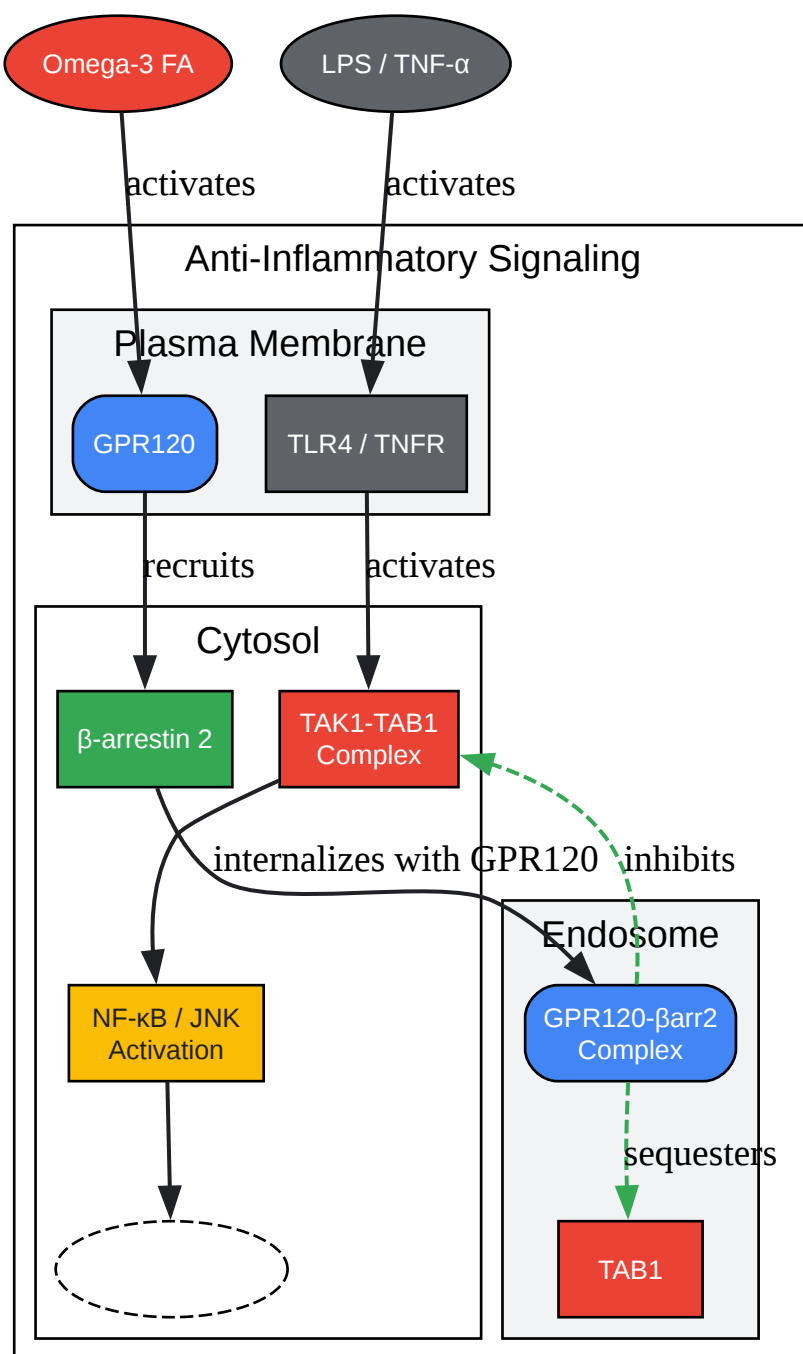 Omega-3 FA
LPS / TNF-α
activates
activates
Anti-Inflammatory Signaling
Plasma Membrane
GPR120
TLR4 / TNFR
recruits
activates
Cytosol
β-arrestin 2
TAK1-TAB1
Complex
internalizes with GPR120
inhibits
Endosome
NF-κB / JNK
Activation
GPR120-βarr2
Complex
sequesters
TAB1